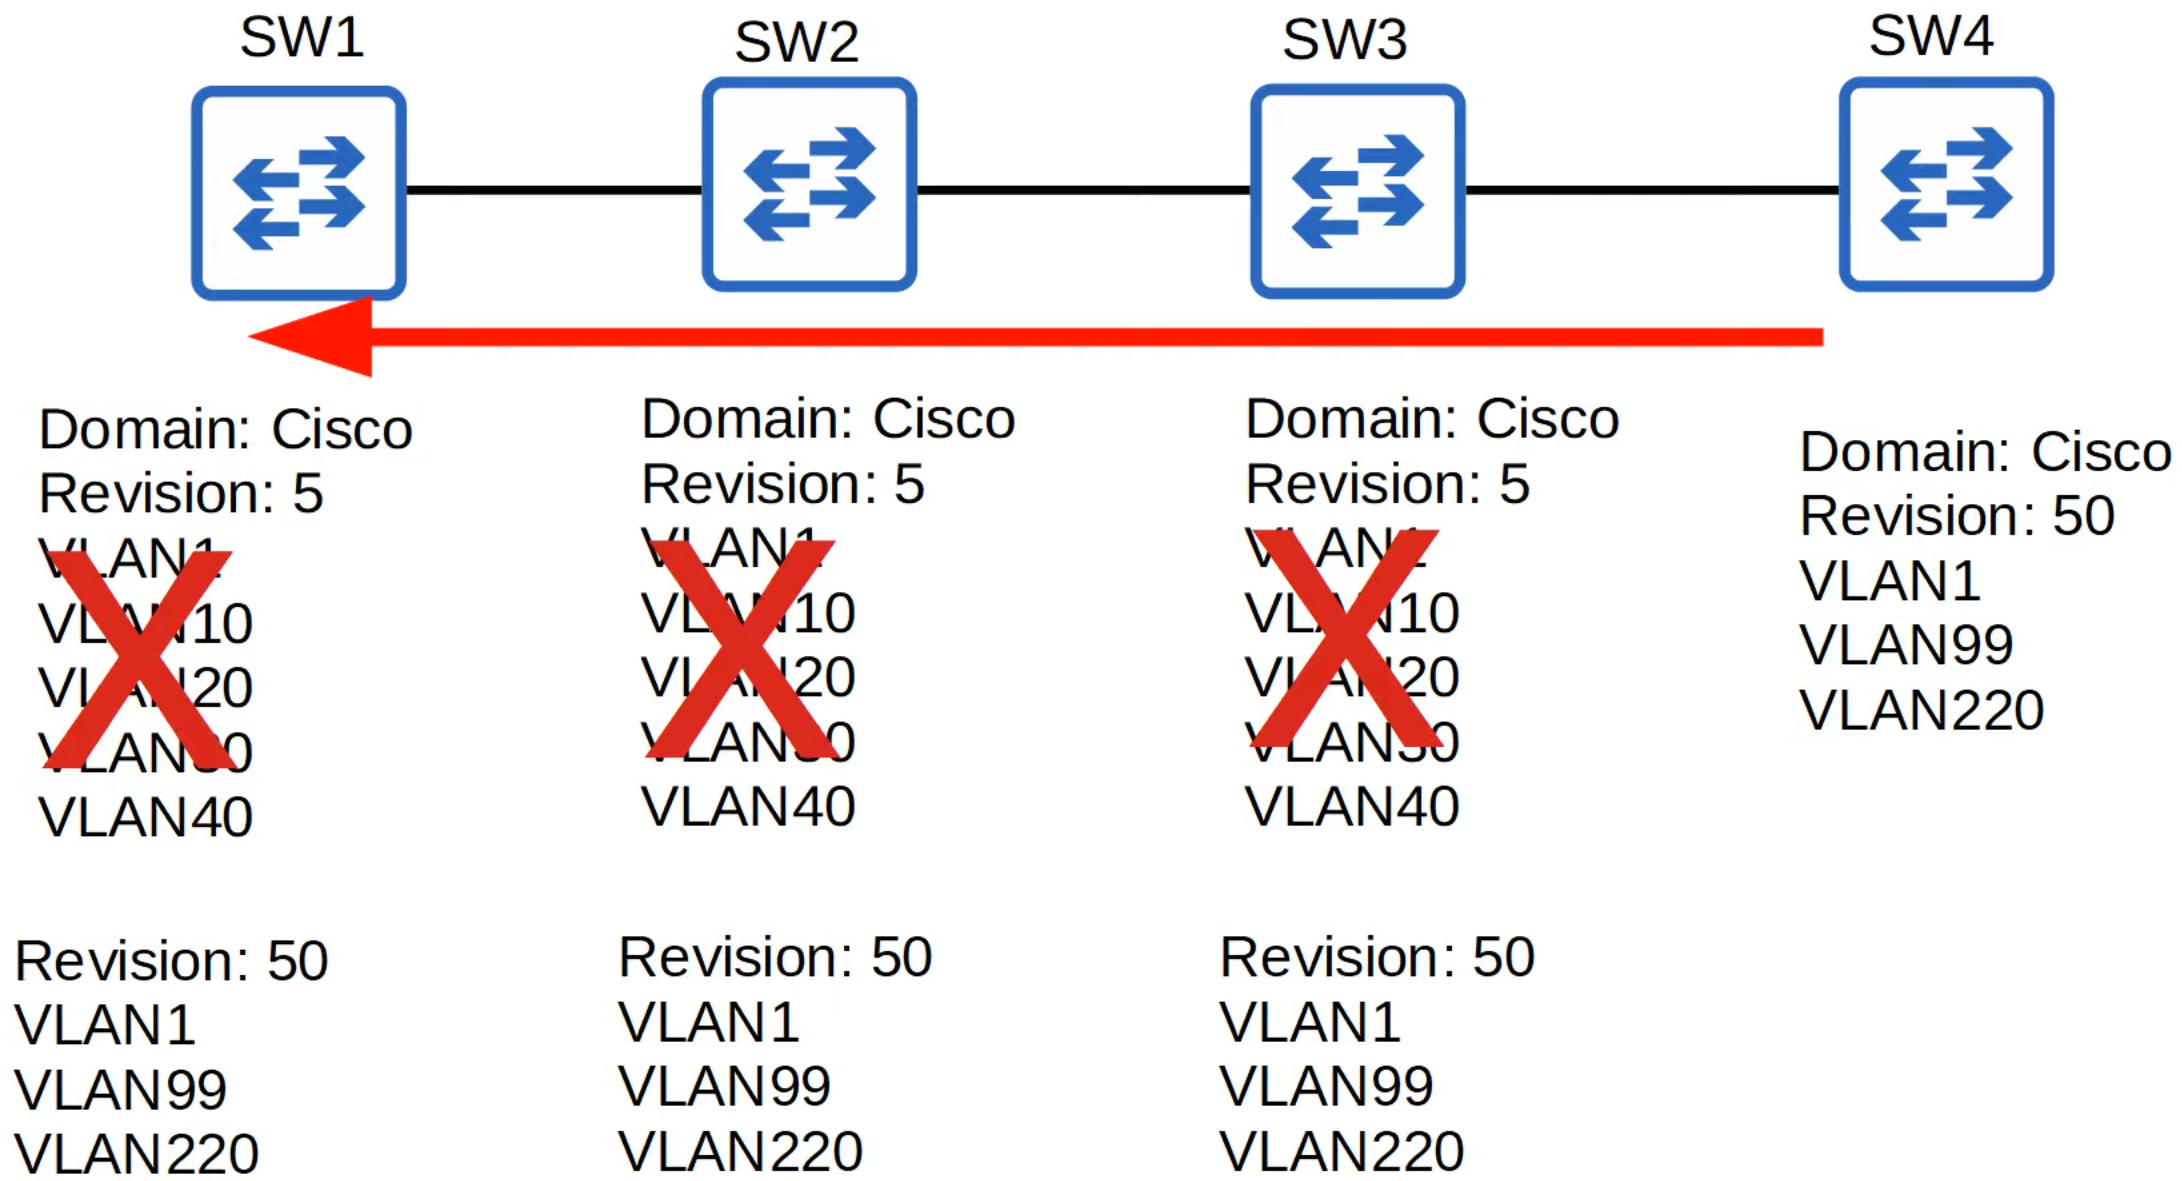 SW1
SW2
SW3
SW4
Domain: Cisco
Revision: 5
VLAN1
VLAN10
VLAN20
VLAN30
VLAN40
Domain: Cisco
Revision: 5
VLAN1
VLAN10
VLAN20
VLAN30
VLAN40
Domain: Cisco
Revision: 5
VLAN1
VLAN10
VLAN20
VLAN30
VLAN40
Domain: Cisco
Revision: 50
VLAN1
VLAN99
VLAN220
Revision: 50
VLAN1
VLAN99
VLAN220
Revision: 50
VLAN1
VLAN99
VLAN220
Revision: 50
VLAN1
VLAN99
VLAN220